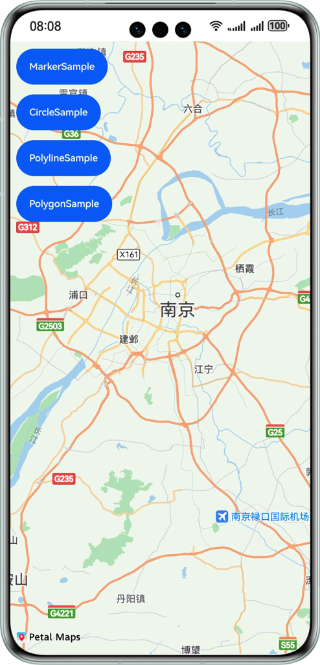 08:08
100
MarkerSample
G235
CircleSample
六合
G36
PolylineSample
PolygonSample
长江
G312
X161
栖霞
长江
浦口
南京
G2503
建邺
江宁
长江
G25
G235
南京禄口国际机场
丹阳镇
G4221
Petal Maps
博望
S55